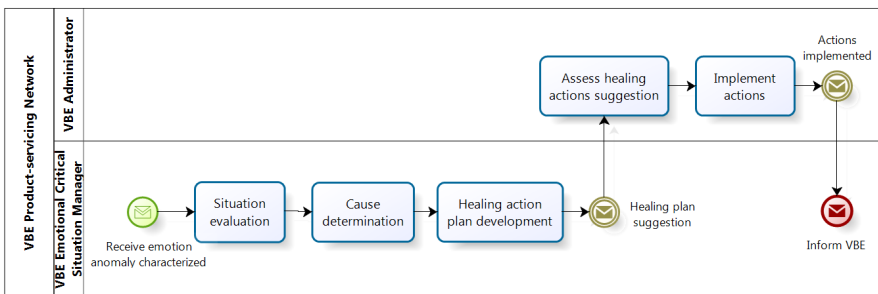 VBE Product-servicing Network
VBE Administrator
Assess healing
actions suggestion
Implement
actions
Actions
implemented
VBE Emotional Critical
Situation Manager
Receive emotion
anomaly characterized
Situation
evaluation
Cause
determination
Healing action
plan development
Healing plan
suggestion
Inform VBE